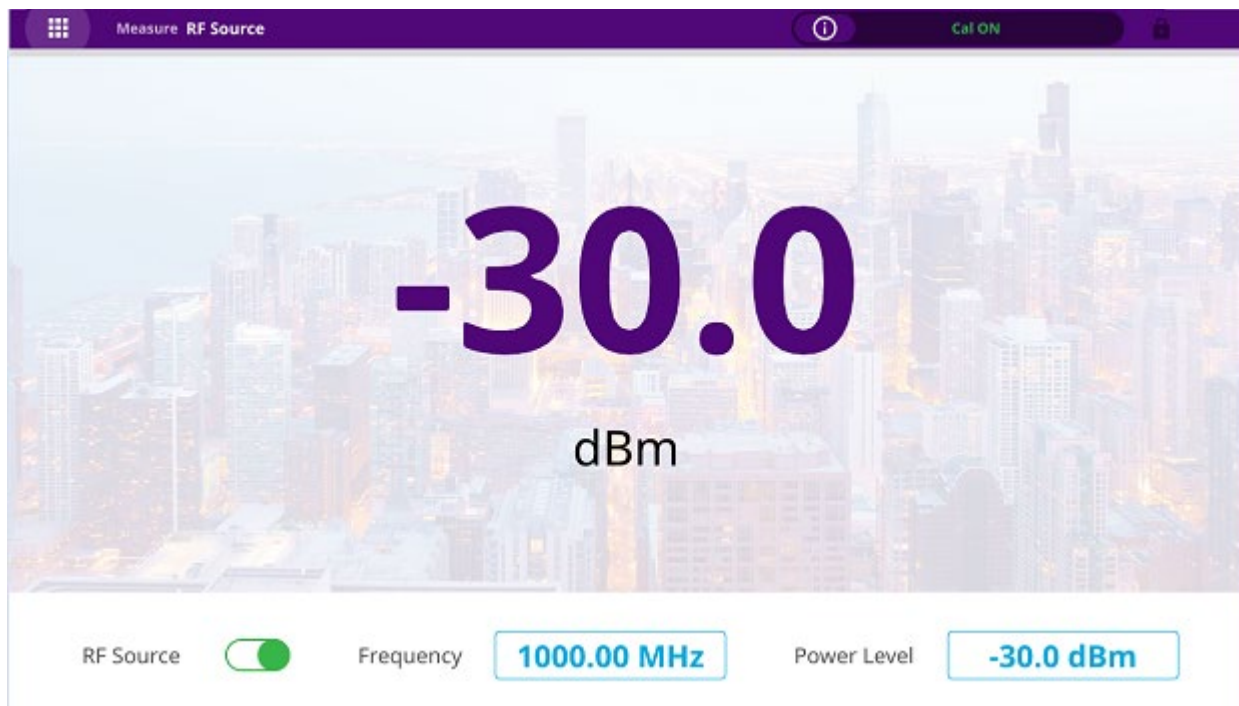 Measure RF Source
Cal ON
-30.0
dBm
RF Source
Frequency
1000.00 MHz
Power Level
-30.0 dBm